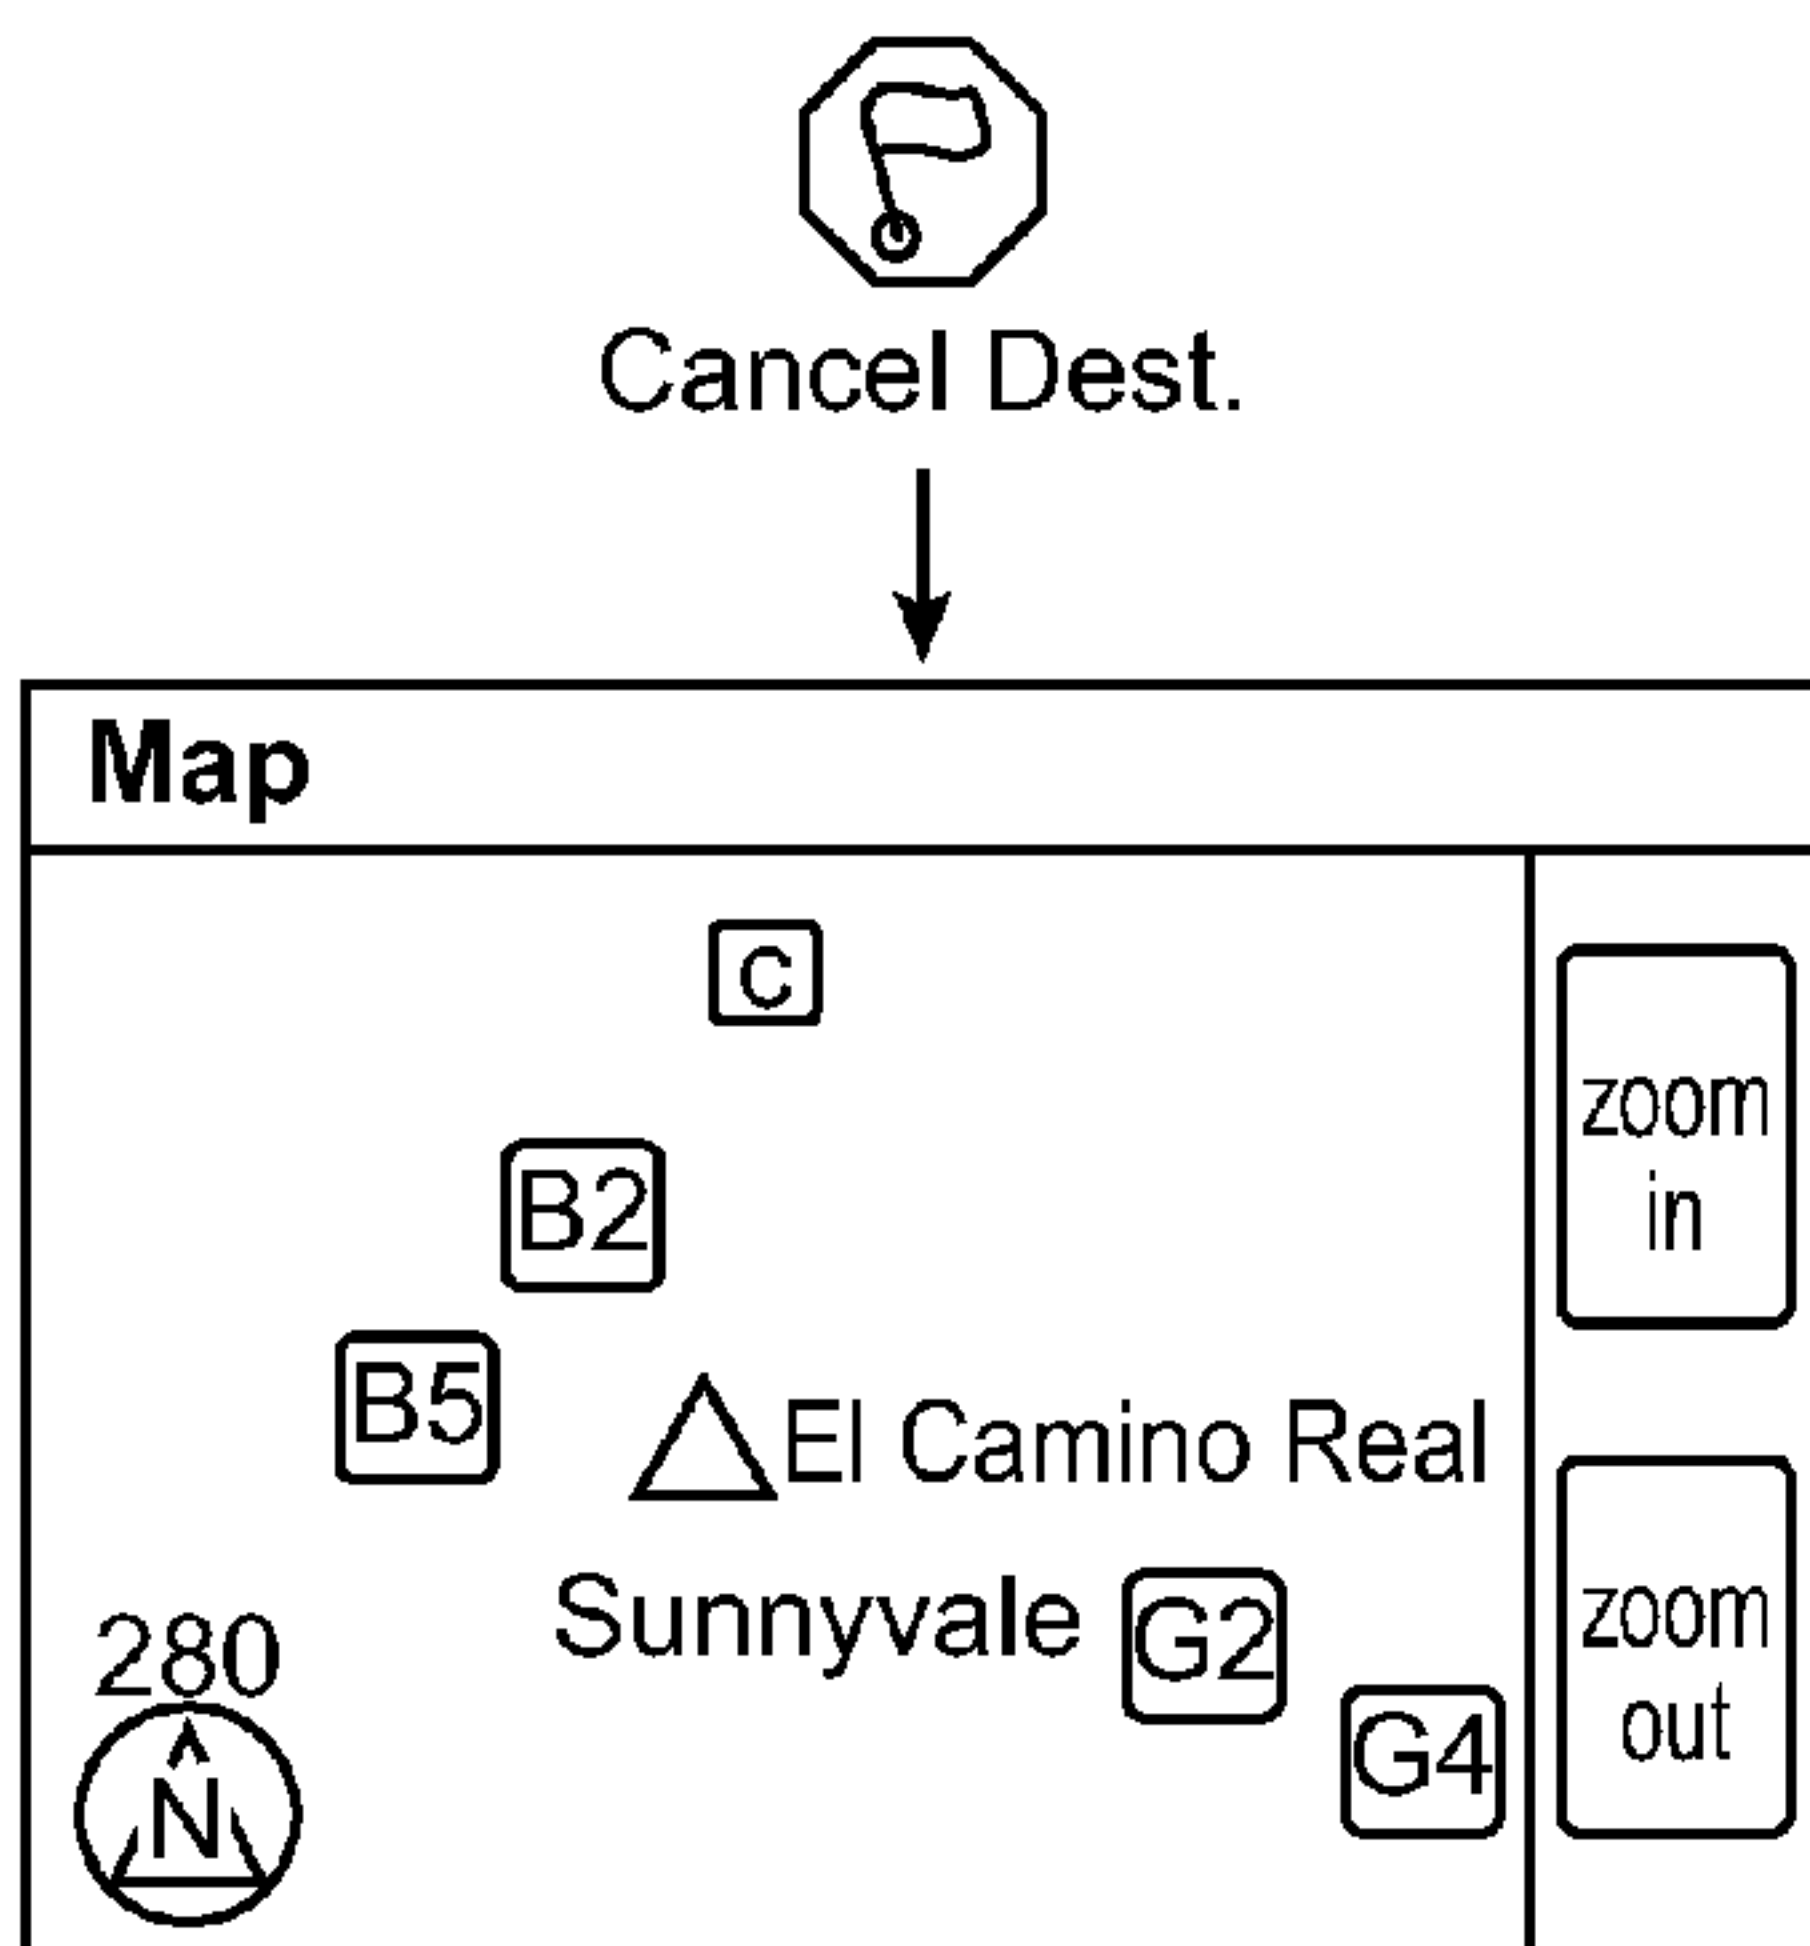 Cancel Dest.
Map
c
zoom
in
B2
B5
El Camino Real
Sunnyvale
G2
280
N
G4
zoom
out